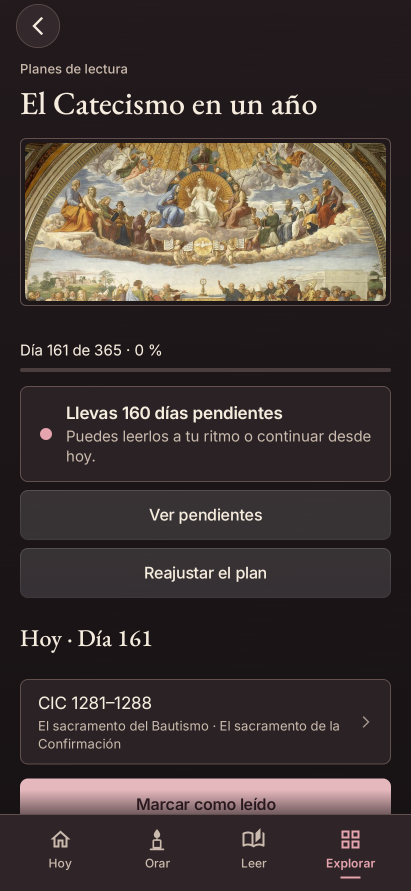 Planes de lectura
El Catecismo en un año
Día 161 de 365 · 0 %
Llevas 160 días pendientes
Puedes leerlos a tu ritmo o continuar desde
hoy.
Ver pendientes
Reajustar el plan
Hoy · Día 161
CIC 1281–1288
El sacramento del Bautismo · El sacramento de la
Confirmación
Marcar como leído
Hoy
Orar
Leer
Explorar